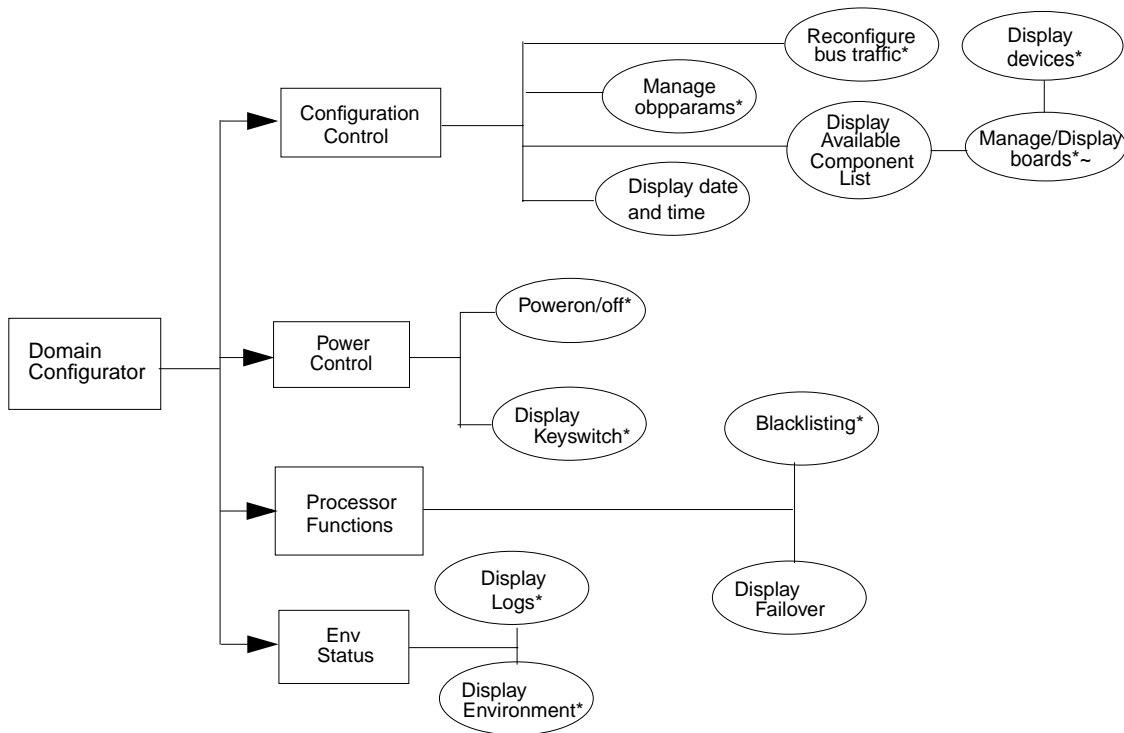 Reconfigure
bus traffic*
Display
devices*
Manage
obpparams*
Configuration
Control
Display
Available
Component
List
Manage/Display
boards*~
Display date
and time
Poweron/off*
Domain
Configurator
Power
Control
Display
Keyswitch*
Blacklisting*
Processor
Functions
Display
Logs*
Display
Failover
Env
Status
Display
Environment*